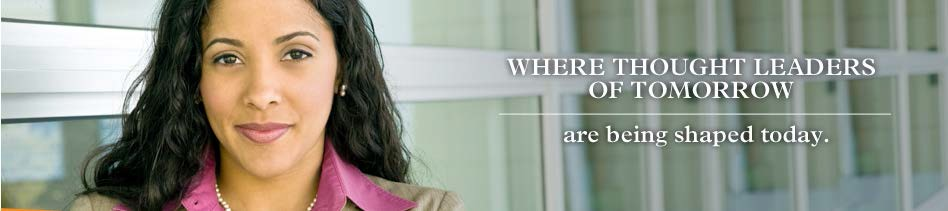 WHERE THOUGHT LEADERS
OF TOMORROW
are being shaped today.